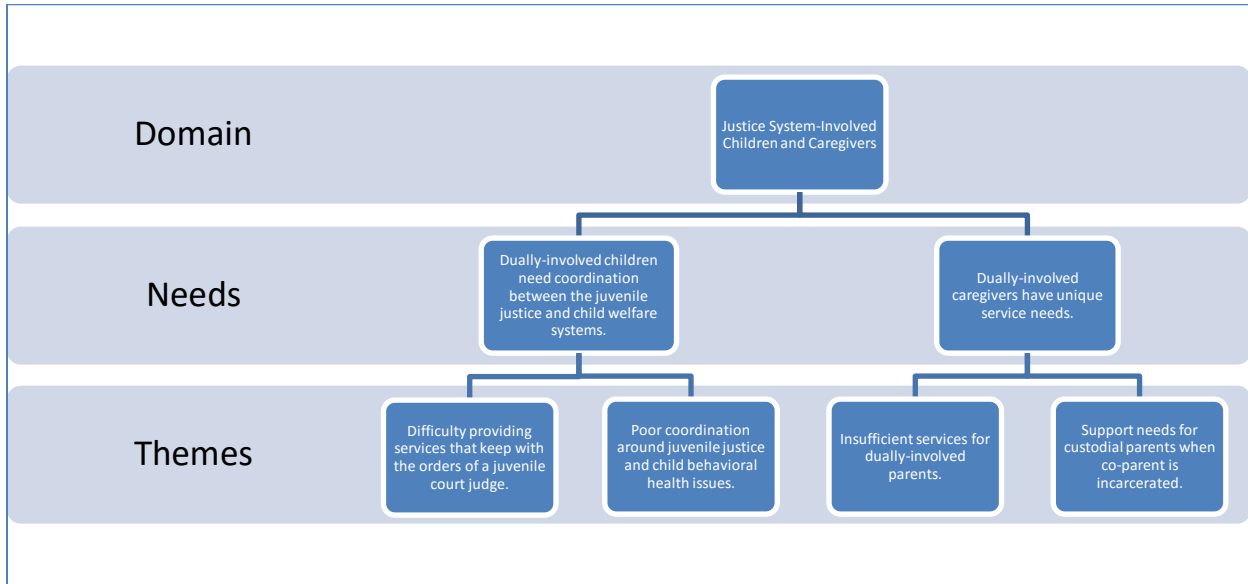 Domain
Justice System-Involved
Children and Caregivers
Needs
Dually-involved children
need coordination
between the juvenile
justice and child welfare
systems.
Dually-involved
caregivers have unique
service needs.
Themes
Difficulty providing
services that keep with
the orders of a juvenile
court judge.
Poor coordination
around juvenile justice
and child behavioral
health issues.
Insufficient services for
dually-involved
parents.
Support needs for
custodial parents when
co-parent is
incarcerated.